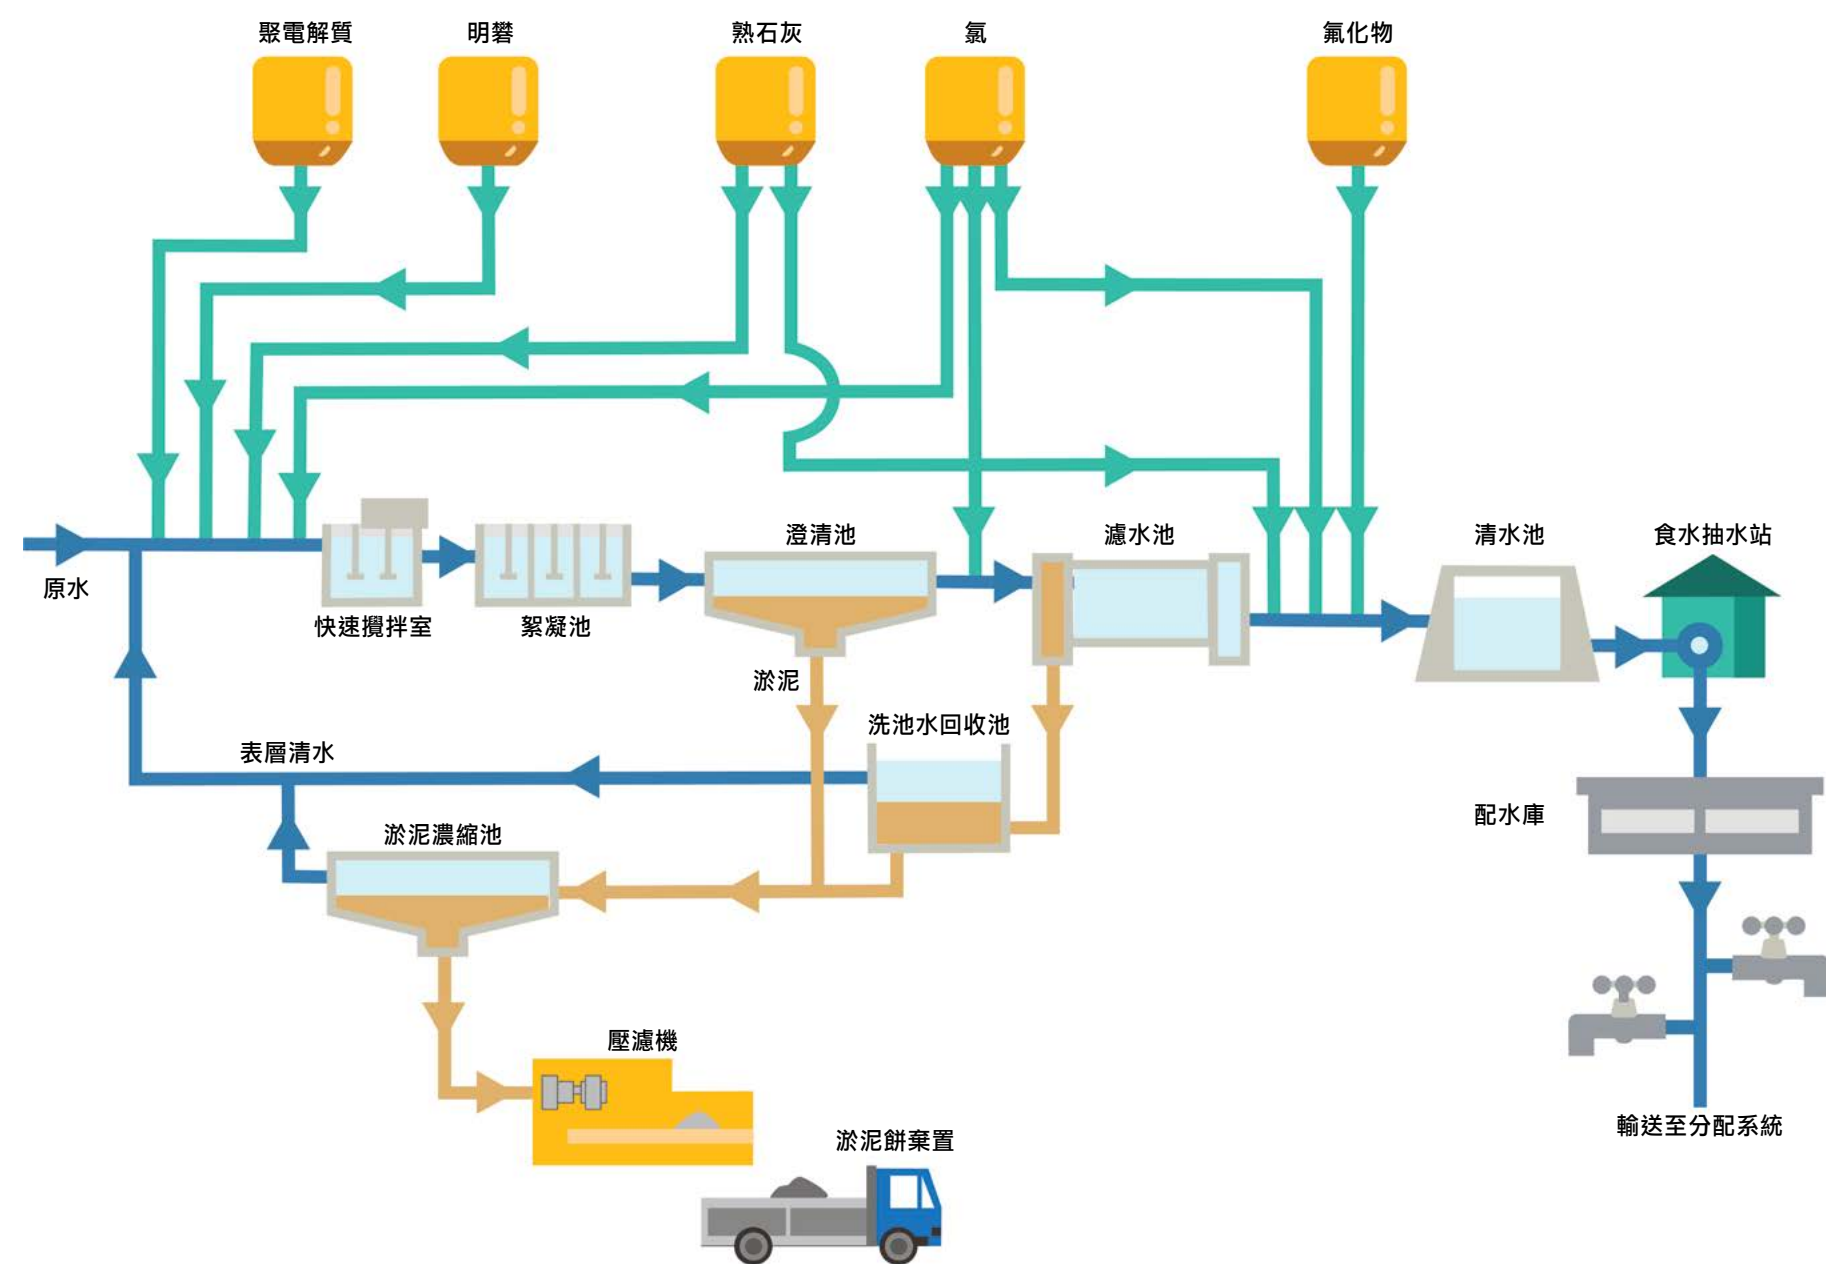 聚電解質
明礬
熟石灰
氯
氟化物
原水
快速攪拌室
絮凝池
澄清池
濾水池
清水池
食水抽水站
淤泥
洗池水回收池
表層清水
淤泥濃縮池
配水庫
壓濾機
淤泥餅棄置
輸送至分配系統